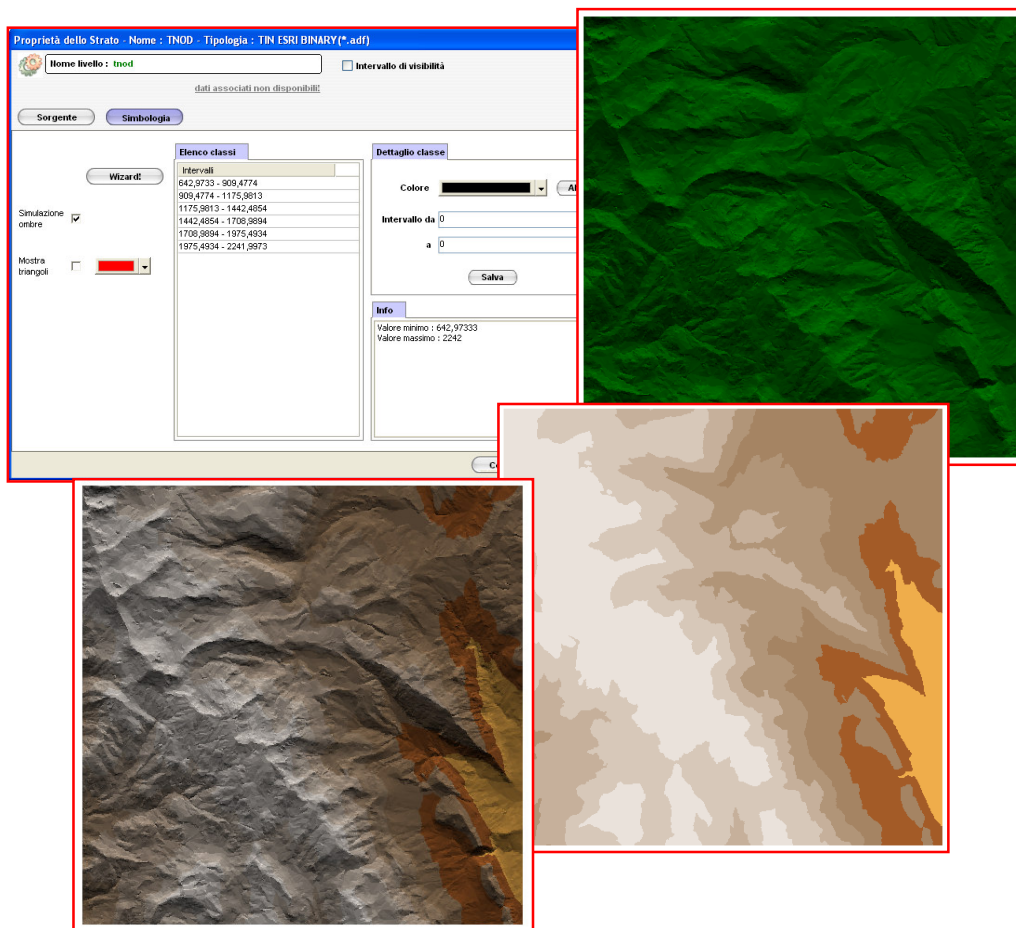 Proprietà dello Strato - Nome : TNOD - Tipologia : TIN ESRI BINARY(*.adf)
Nome livello : tnod
Intervallo di visibilità
dati associati non disponibili!
Sorgente
Simbologia
Wizard!
Simulazione
ombre
Mostra
triangoli
Elenco classi
Intervalli
642,9733 - 909,4774
909,4774 - 1175,9813
1175,9813 - 1442,4854
1442,4854 - 1708,9894
1708,9894 - 1975,4934
1975,4934 - 2241,9973
Dettaglio classe
Colore
Intervallo da 0
a 0
Salva
Info
Valore minimo : 642,97333
Valore massimo : 2242